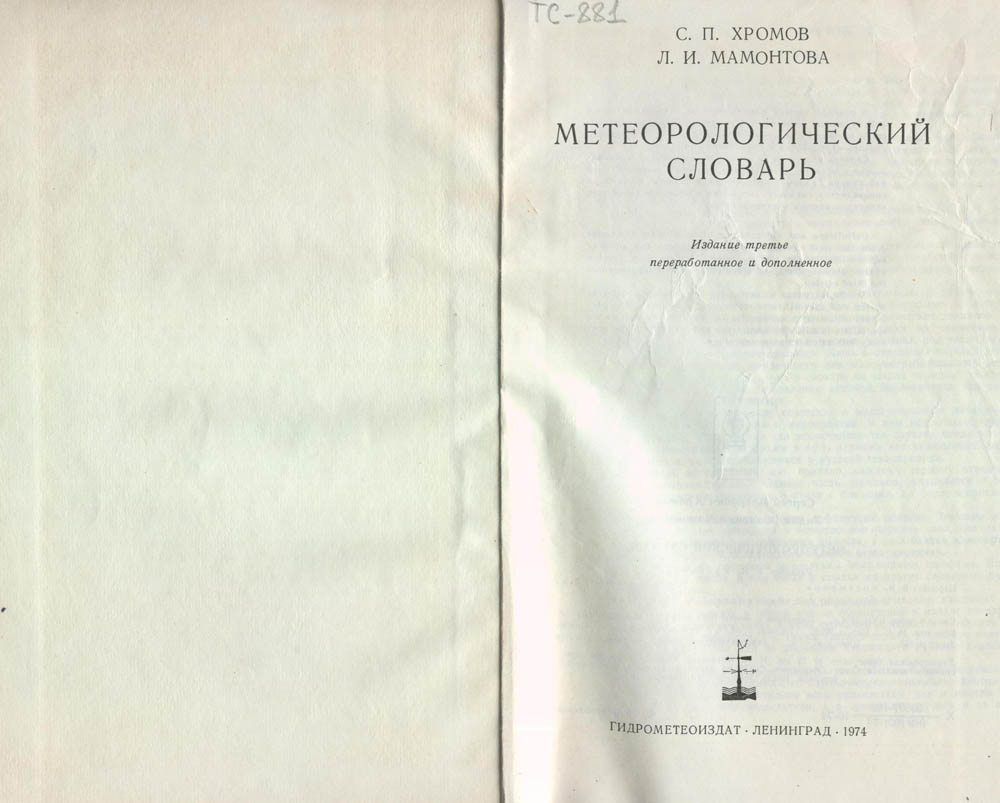 ТС-881
С. П. ХРОМОВ
Л. И. МАМОНТОВА
МЕТЕОРОЛОГИЧЕСКИЙ
СЛОВАРЬ
Издание третье
переработанное и дополненное
ГИДРОМЕТЕОИЗДАТ · ЛЕНИНГРАД · 1974